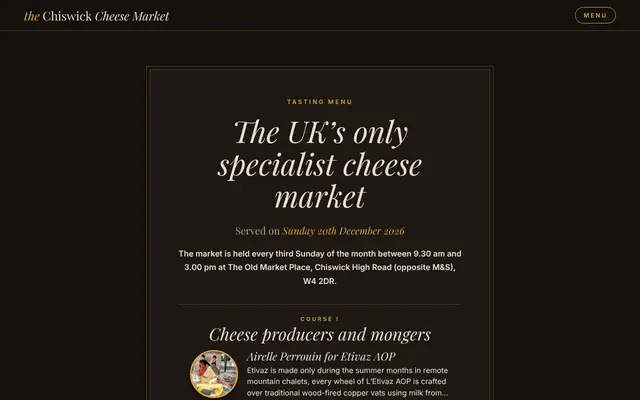 the Chiswick Cheese Market
MENU
TASTING MENU
The UK's only
specialist cheese
market
Served on Sunday 20th December 2026
The market is held every third Sunday of the month between 9.30 am and
3.00 pm at The Old Market Place, Chiswick High Road (opposite M&S),
W4 2DR.
COURSE I
Cheese producers and mongers
Airelle Perrouin for Etivaz AOP
Etivaz is made only during the summer months in remote
mountain chalets, every wheel of L'Etivaz AOP is crafted
over traditional wood-fired copper vats using milk from...